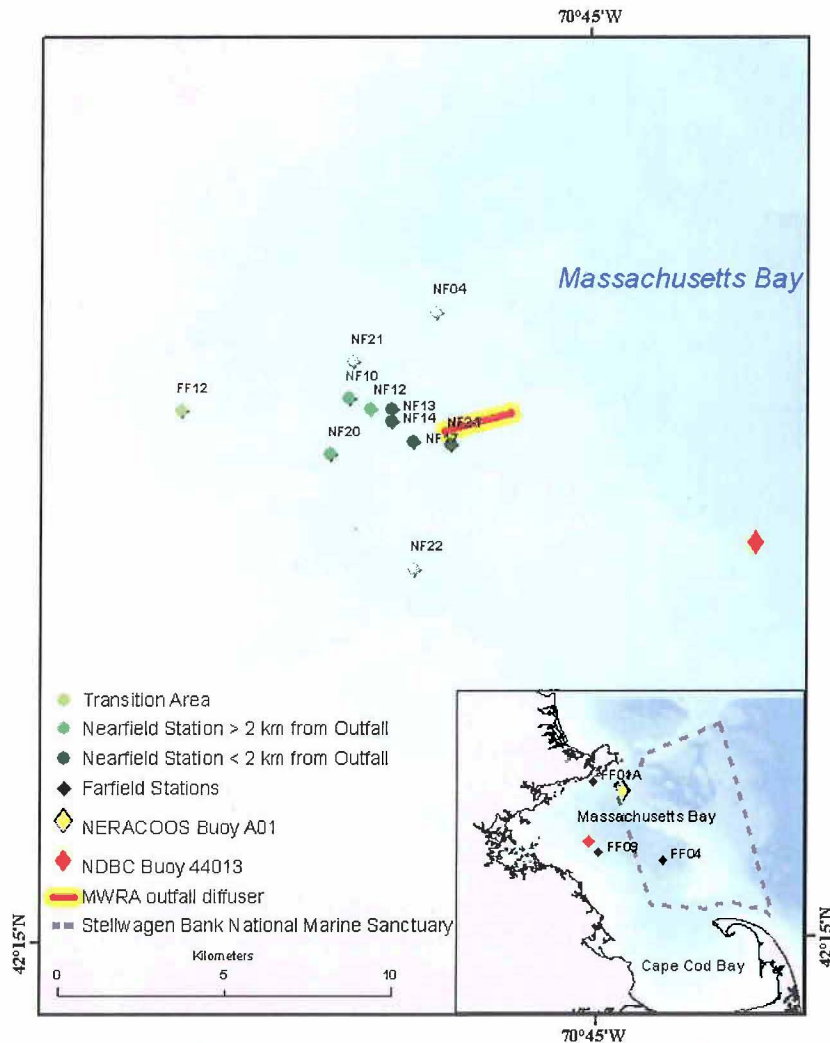 70°45'W
Massachusetts Bay
NF04
NF21
NF10
NF12
FF12
NF13
NF14
NF24
NF17
NF20
NF22
Transition Area
Nearfield Station > 2 km from Outfall
Nearfield Station < 2 km from Outfall
Farfield Stations
NERACOOS Buoy A01
NDBC Buoy 44013
MWRA outfall diffuser
Stellwagen Bank National Marine Sanctuary
Kilometers
0 5 10
FF01A
Massachusetts Bay
FF09
FF04
Cape Cod Bay
42°15'N
42°15'N
70°45'W